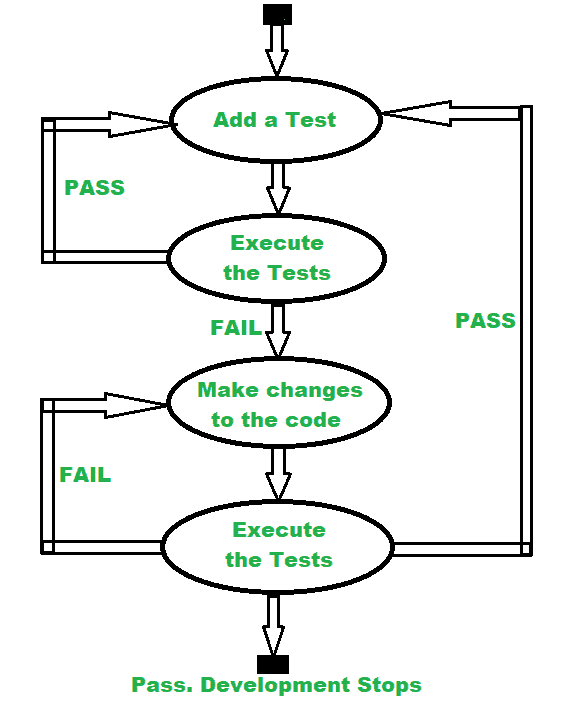 Add a Test
PASS
Execute
the Tests
FAIL
PASS
Make changes
to the code
FAIL
Execute
the Tests
Pass. Development Stops